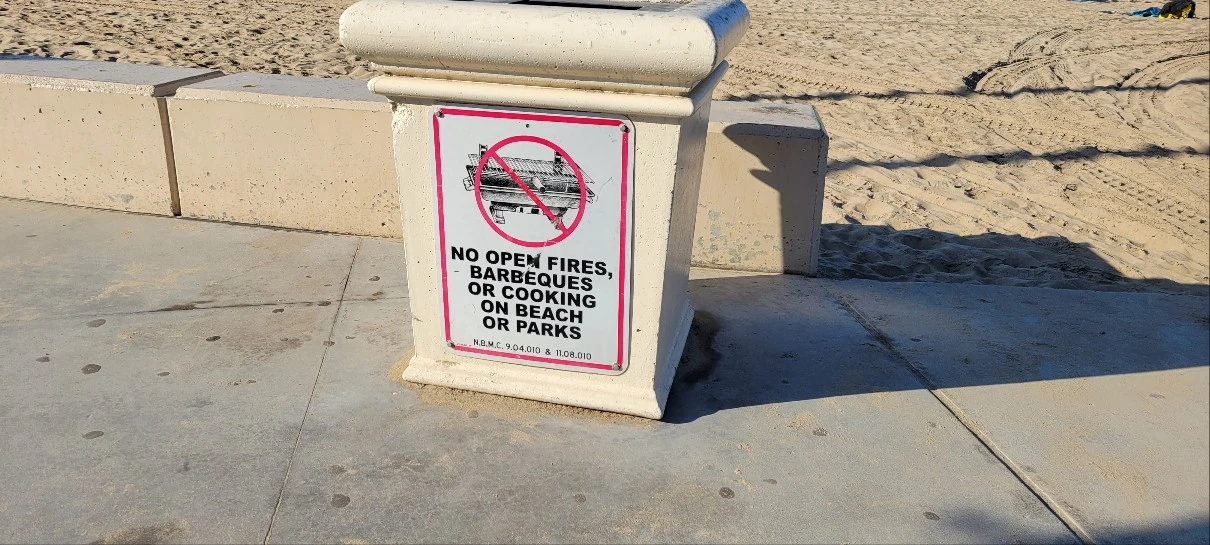 NO OPEN FIRES,
BARBEQUES
OR COOKING
ON BEACH
OR PARKS
N.B.M.C. 9.04.010 & 11.08.010